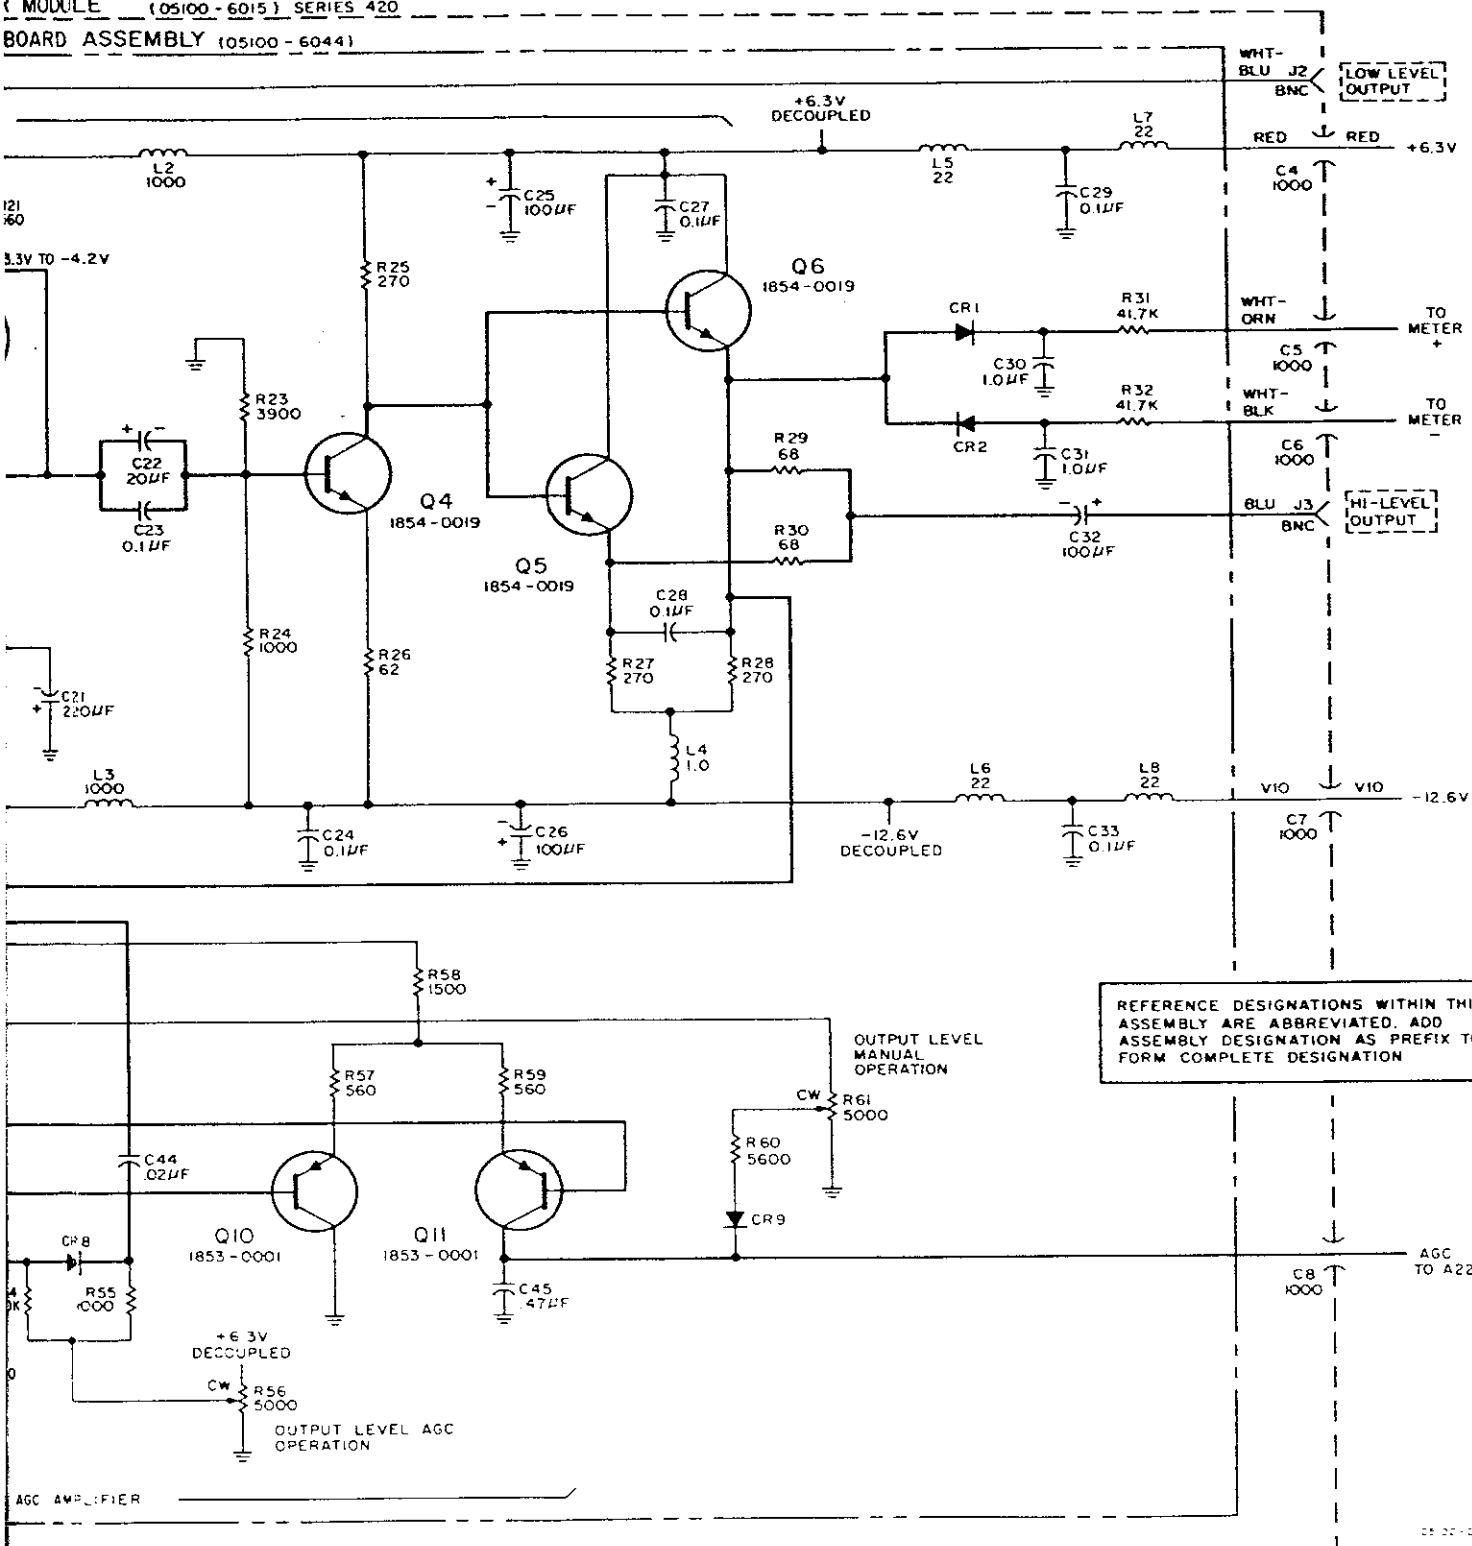 MODULE (05100-6015) SERIES 420
BOARD ASSEMBLY (05100-6044)
WHT-
BLU J2
BNC
LOW LEVEL
OUTPUT
+6.3V
DECOUPLED
L7
22
RED
RED
+6.3V
L2
1000
L5
22
C4
1000
+
-
C25
100µF
C27
0.1µF
C29
0.1µF
3.3V TO -4.2V
R25
270
Q6
1854-0019
CR1
R31
41.7K
WHT-
ORN
TO
METER
+
C5
1000
C30
1.0µF
R23
3900
R32
41.7K
WHT-
BLK
TO
METER
-
+ -
C22
20µF
C23
0.1µF
Q4
1854-0019
R29
68
CR2
C31
1.0µF
C6
1000
Q5
1854-0019
R30
68
- +
C32
100µF
BLU J3
BNC
HI-LEVEL
OUTPUT
C28
0.1µF
R24
1000
R26
62
R27
270
R28
270
-
+
C21
220µF
L4
1.0
L3
1000
L6
22
L8
22
VIO
VIO
-12.6V
C24
0.1µF
-
+
C26
100µF
-12.6V
DECOUPLED
C33
0.1µF
C7
1000
R58
1500
REFERENCE DESIGNATIONS WITHIN THI
ASSEMBLY ARE ABBREVIATED. ADD
ASSEMBLY DESIGNATION AS PREFIX T
FORM COMPLETE DESIGNATION
OUTPUT LEVEL
MANUAL
OPERATION
R57
560
R59
560
CW
R61
5000
R60
5600
C44
.02µF
Q10
1853-0001
Q11
1853-0001
CR9
CR8
R55
1000
C45
.47µF
C8
1000
AGC
TO A22
+6.3V
DECOUPLED
CW
R56
5000
OUTPUT LEVEL AGC
OPERATION
AGC AMPLIFIER